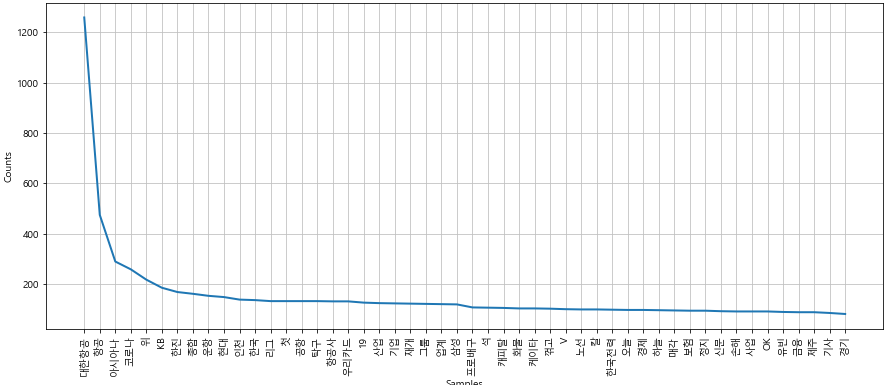 1200
1000
800
600
400
200
Counts
대한항공
항공
아시아나
코로나
위
KB
한진
종합
운항
현대
인천
한국
리그
첫
공항
탁구
항공사
우리카드
19
산업
기업
재개
그룹
업계
삼성
프로배구
석
캐피탈
화물
케이타
꺾고
V
노선
칼
한국전력
오늘
경제
하늘
매각
보험
정지
신문
손해
사업
OK
우빈
금융
제주
기사
경기
Samples